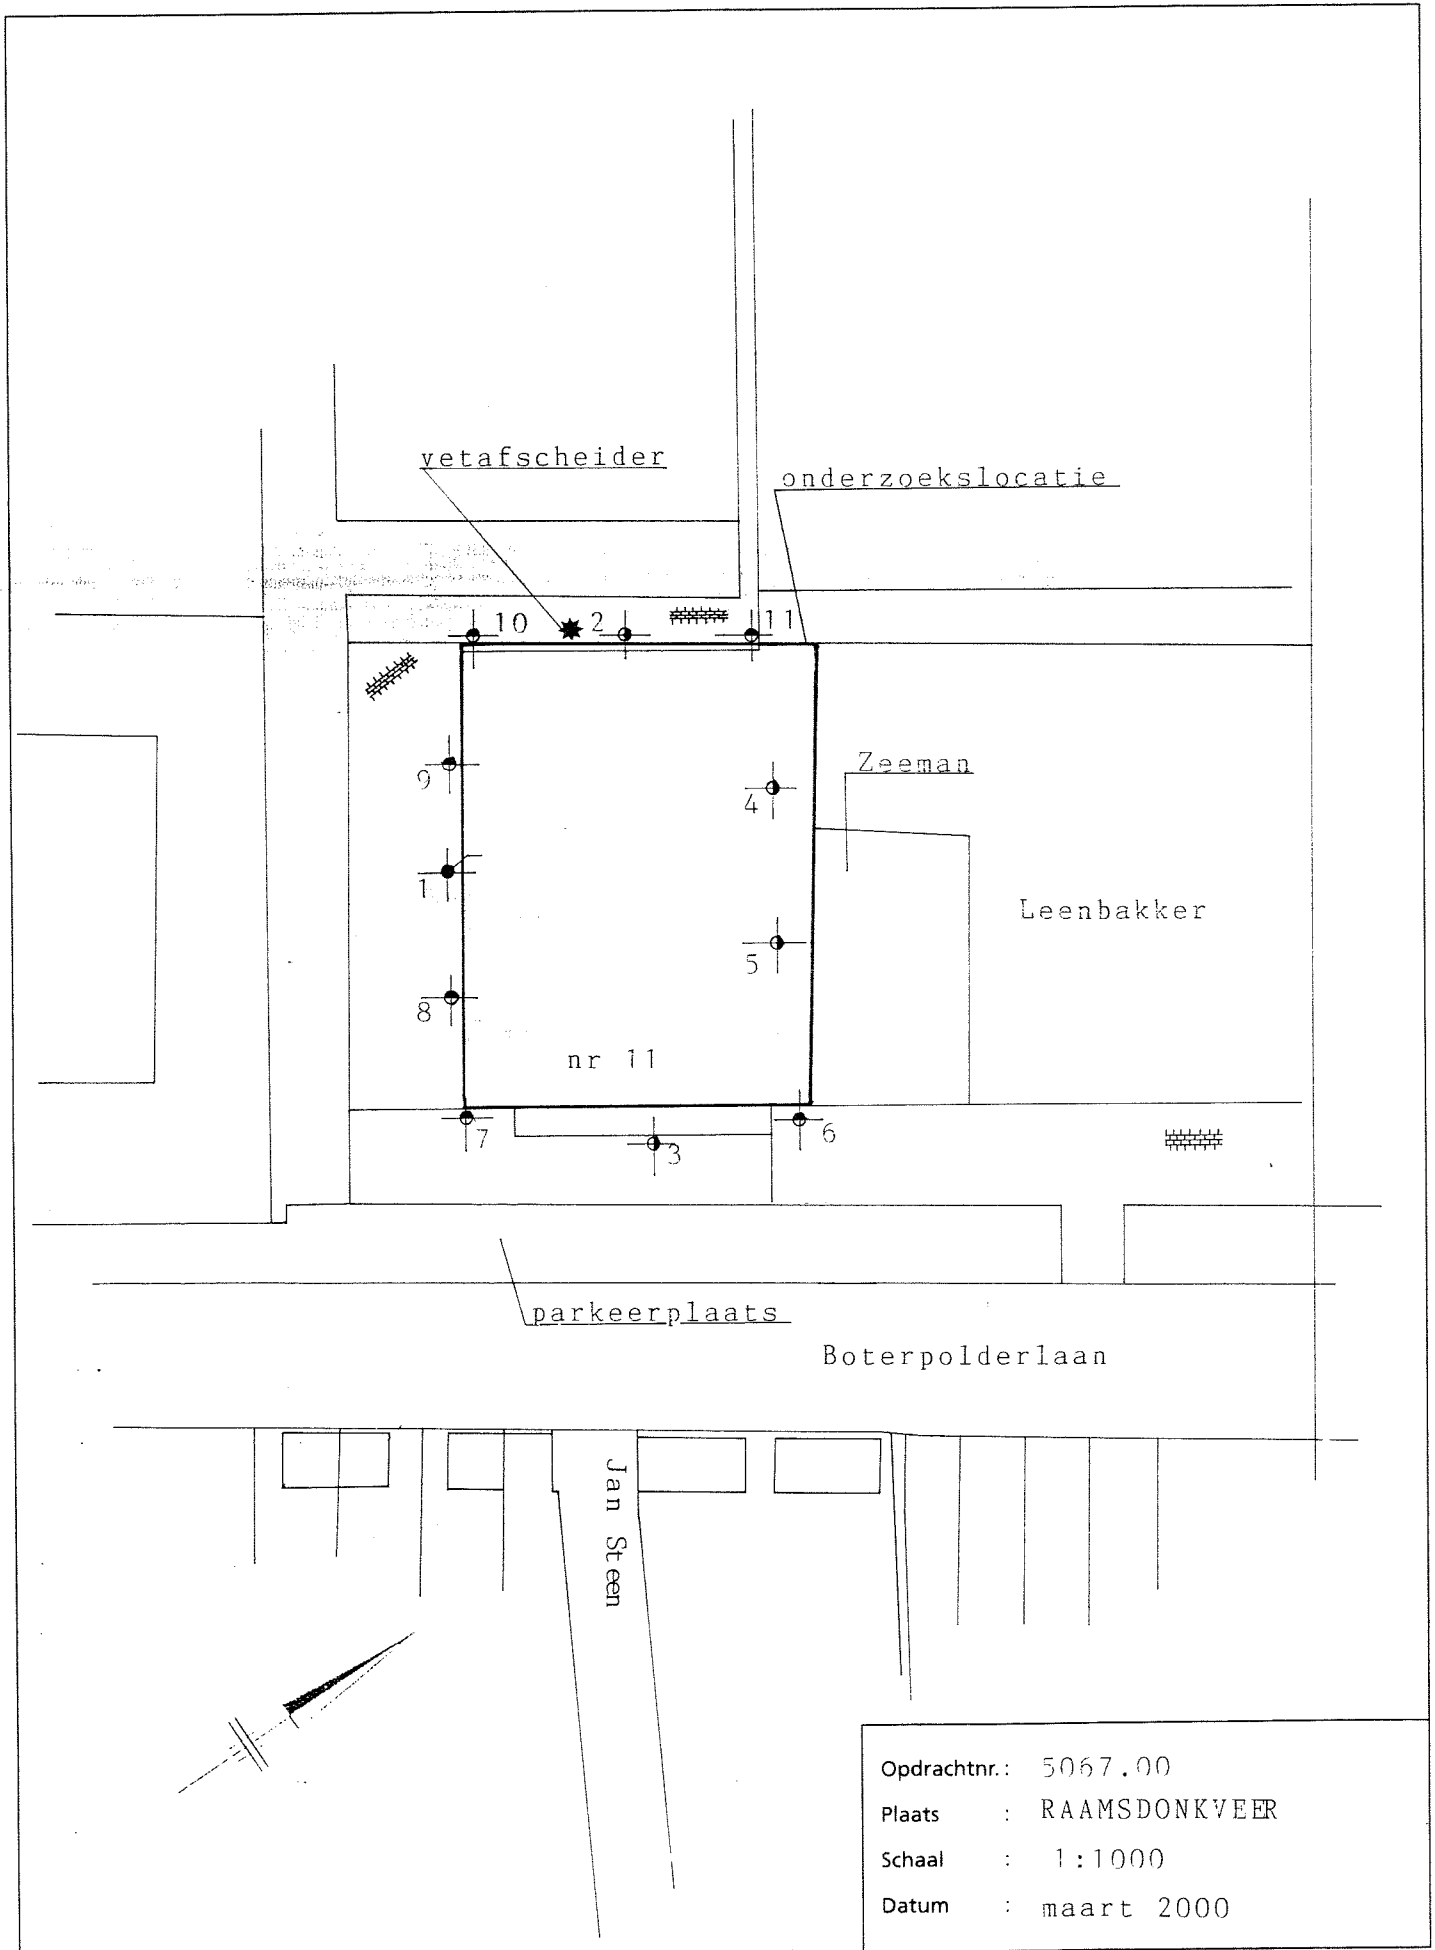 vetafscheider
onderzoekslocatie
10
2
11
9
Zeeman
4
1
Leenbakker
5
8
nr 11
7
3
6
parkeerplaats
Boterpolderlaan
Jan Steen
Opdrachtnr.: 5067.00
Plaats : RAAMSDONKVEER
Schaal : 1:1000
Datum : maart 2000